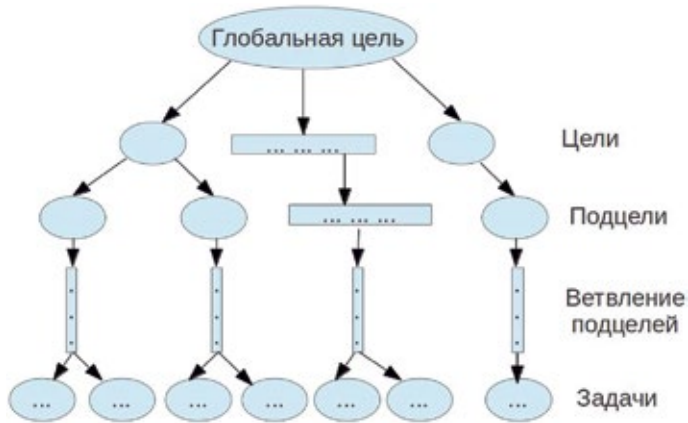 Глобальная цель
Цели
... ... ...
Подцели
... ... ...
Ветвление
подцелей
Задачи
... ... ... ... ... ... ...